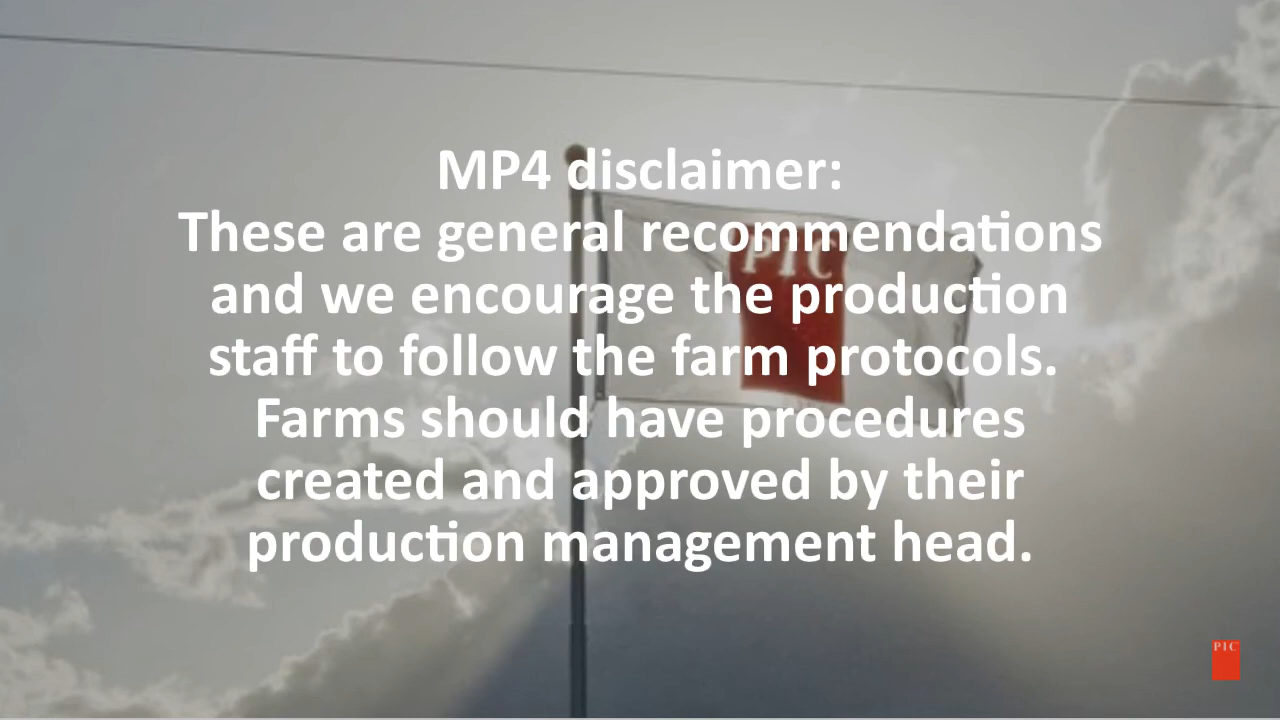 MP4 disclaimer:
These are general recommendations
and we encourage the production
staff to follow the farm protocols.
Farms should have procedures
created and approved by their
production management head.
PIC
PIC